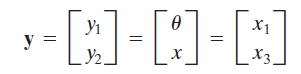 y = [y₁ y₂] = [θ x] = [x₁ x₃]